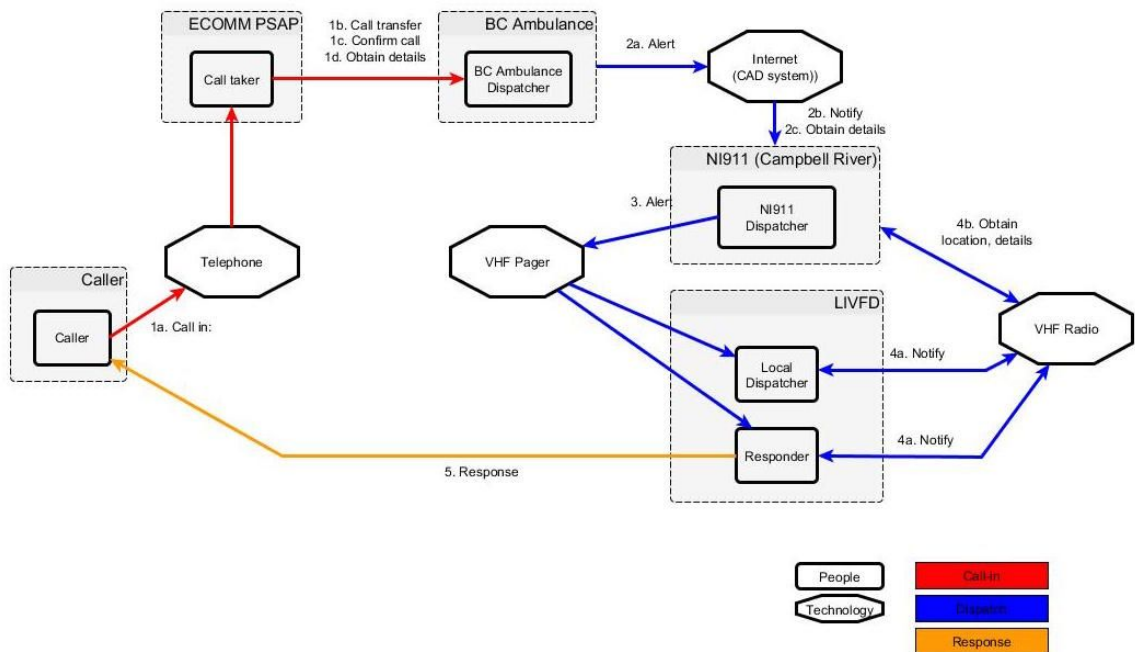 ECOMM PSAP
Call taker
1b. Call transfer
1c. Confirm call
1d. Obtain details
BC Ambulance
BC Ambulance
Dispatcher
2a. Alert
Internet
(CAD system))
2b. Notify
2c. Obtain details
NI911 (Campbell River)
NI911
Dispatcher
3. Alert
Telephone
VHF Pager
4b. Obtain
location, details
Caller
Caller
1a. Call in:
LIVFD
Local
Dispatcher
4a. Notify
VHF Radio
Responder
4a. Notify
5. Response
People
Call-in
Technology
Dispatch
Response